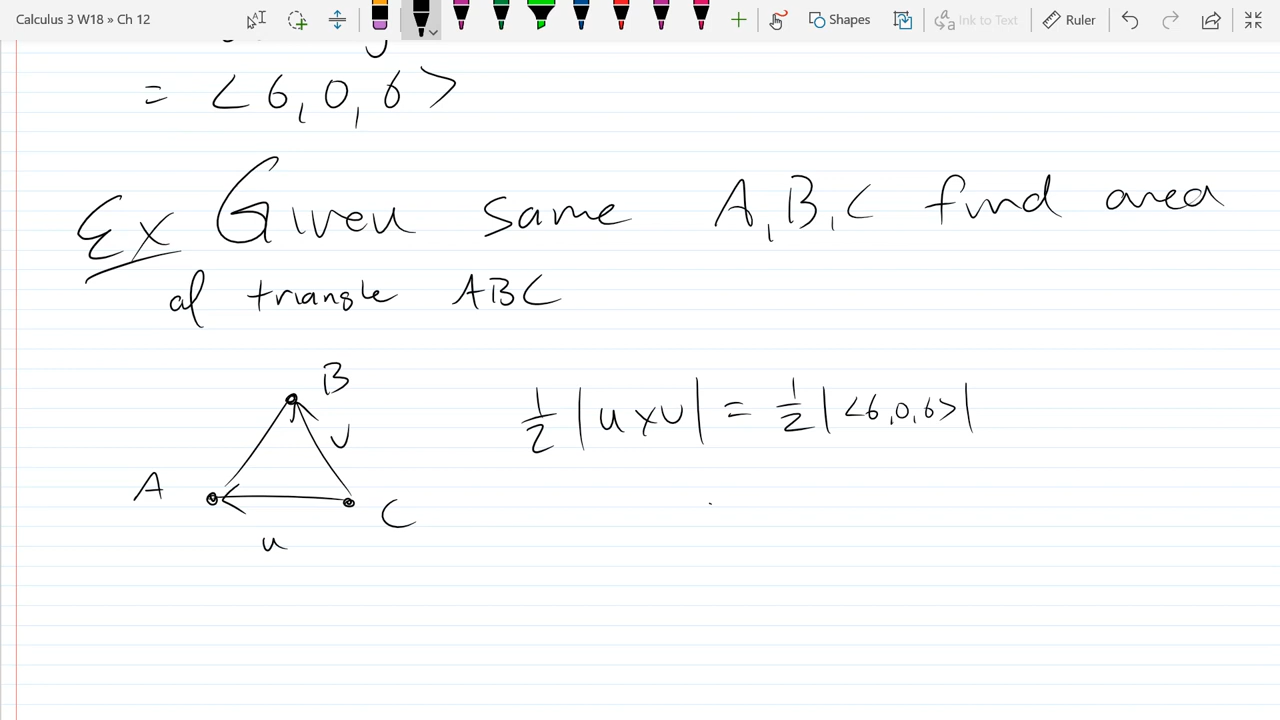 Calculus 3 W18 » Ch 12
Shapes
Ink to Text
Ruler
= <6, 0, 6>
Ex Given same A, B, C find area
of triangle ABC
B
1/2 |u x v| = 1/2 |<6, 0, 6>|
v
A
C
u